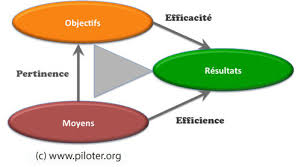 Objectifs
Efficacité
Pertinence
Résultats
Moyens
Efficience
(c) www.piloter.org